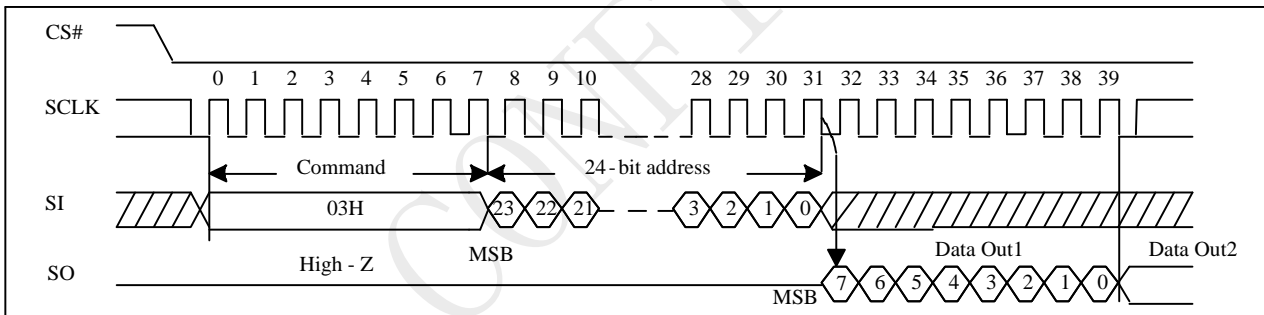 CS#
0 1 2 3 4 5 6 7 8 9 10 28 29 30 31 32 33 34 35 36 37 38 39
SCLK
Command 24-bit address
SI 03H 23 22 21 3 2 1 0
MSB Data Out1 Data Out2
High - Z
SO
MSB 7 6 5 4 3 2 1 0